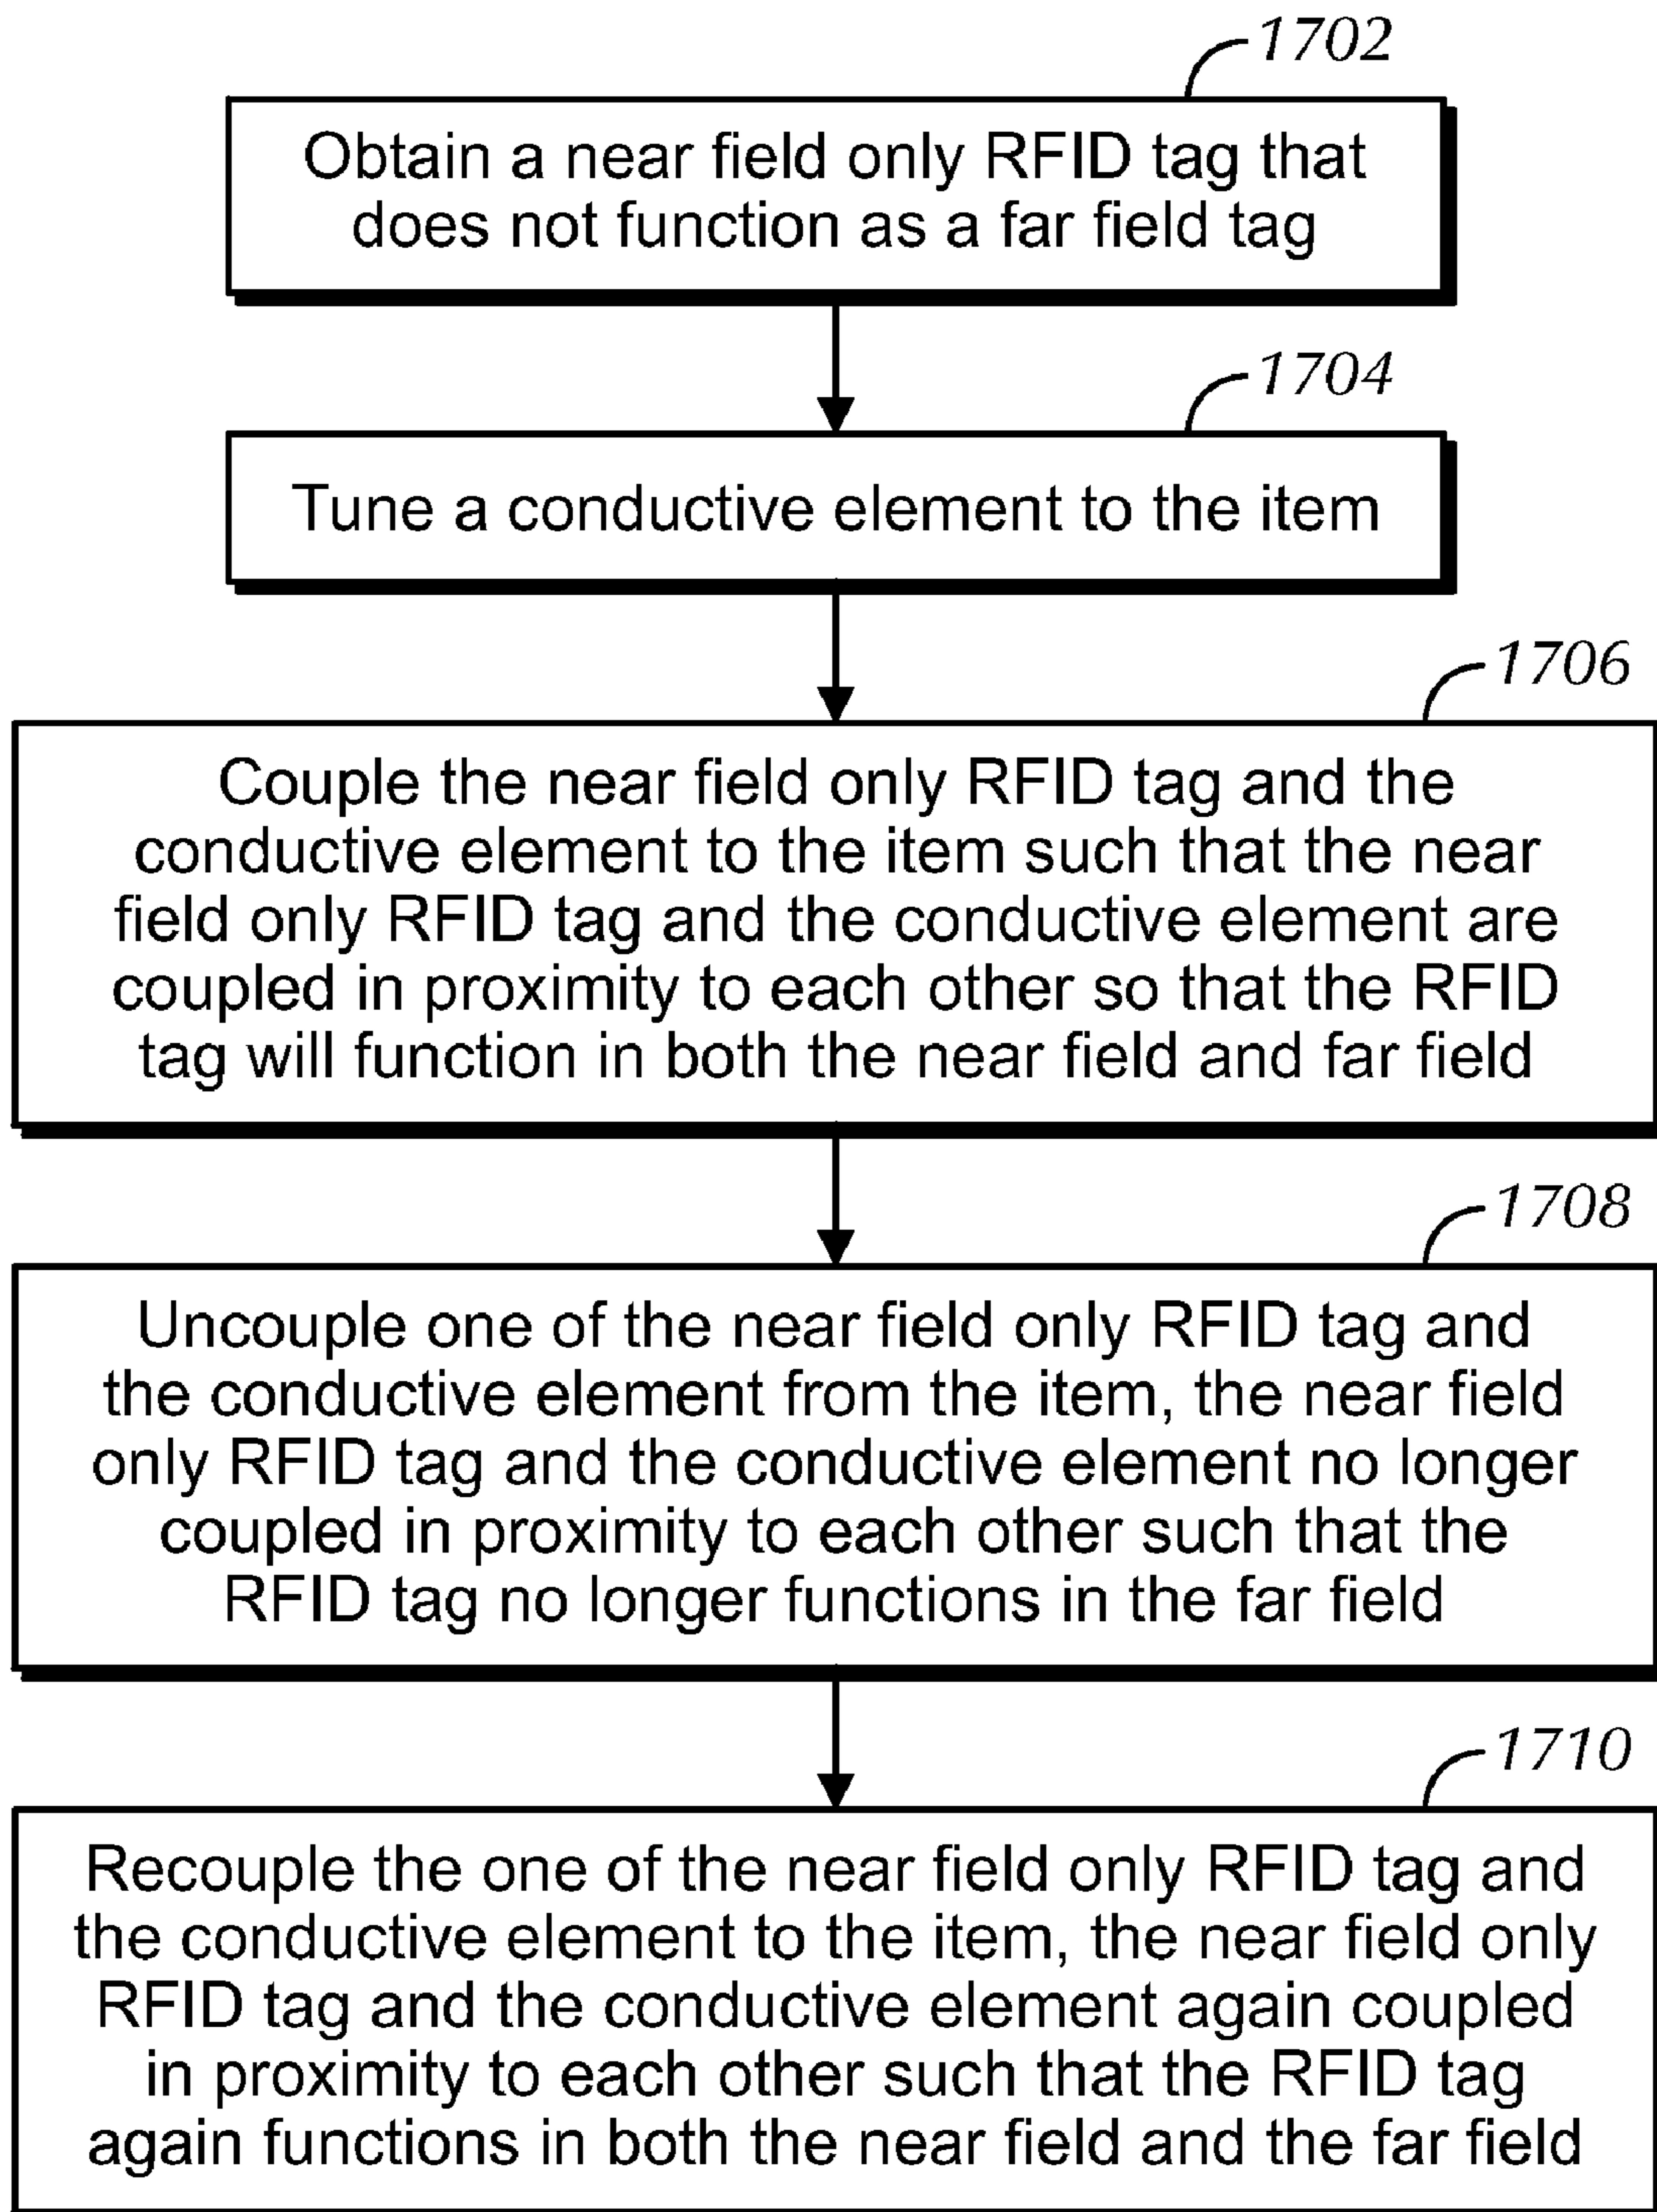 1702
Obtain a near field only RFID tag that
does not function as a far field tag
1704
Tune a conductive element to the item
1706
Couple the near field only RFID tag and the
conductive element to the item such that the near
field only RFID tag and the conductive element are
coupled in proximity to each other so that the RFID
tag will function in both the near field and far field
1708
Uncouple one of the near field only RFID tag and
the conductive element from the item, the near field
only RFID tag and the conductive element no longer
coupled in proximity to each other such that the
RFID tag no longer functions in the far field
1710
Recouple the one of the near field only RFID tag and
the conductive element to the item, the near field only
RFID tag and the conductive element again coupled
in proximity to each other such that the RFID tag
again functions in both the near field and the far field